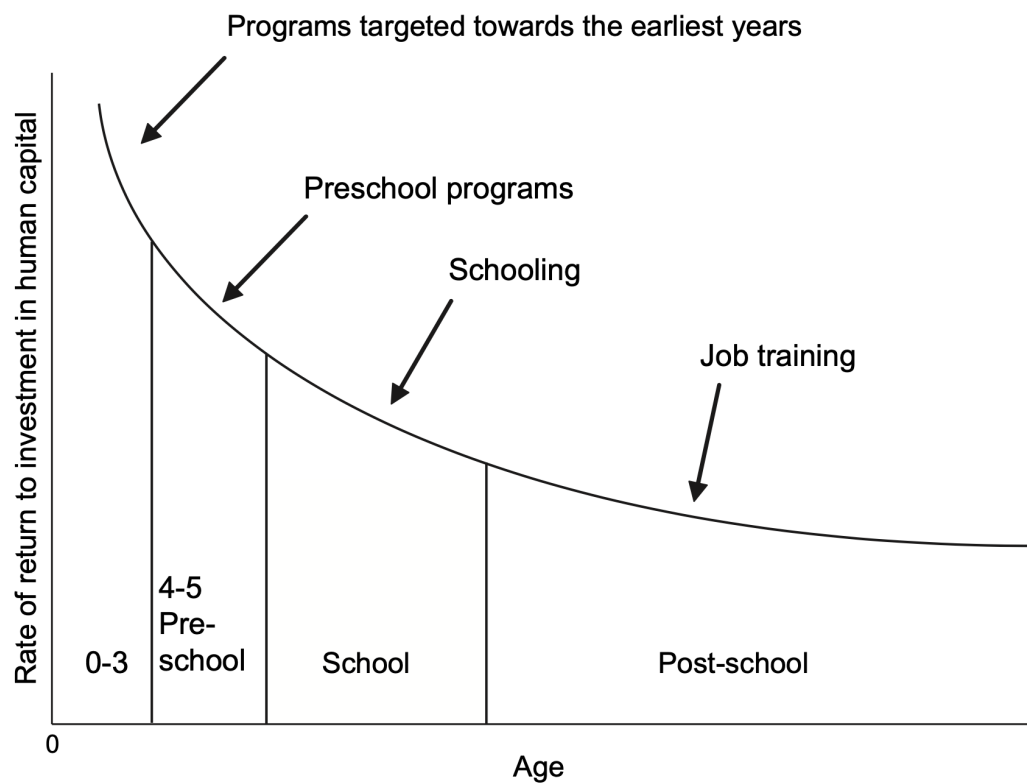 Programs targeted towards the earliest years
Rate of return to investment in human capital
Preschool programs
Schooling
Job training
0-3
4-5
Pre-
school
School
Post-school
0
Age